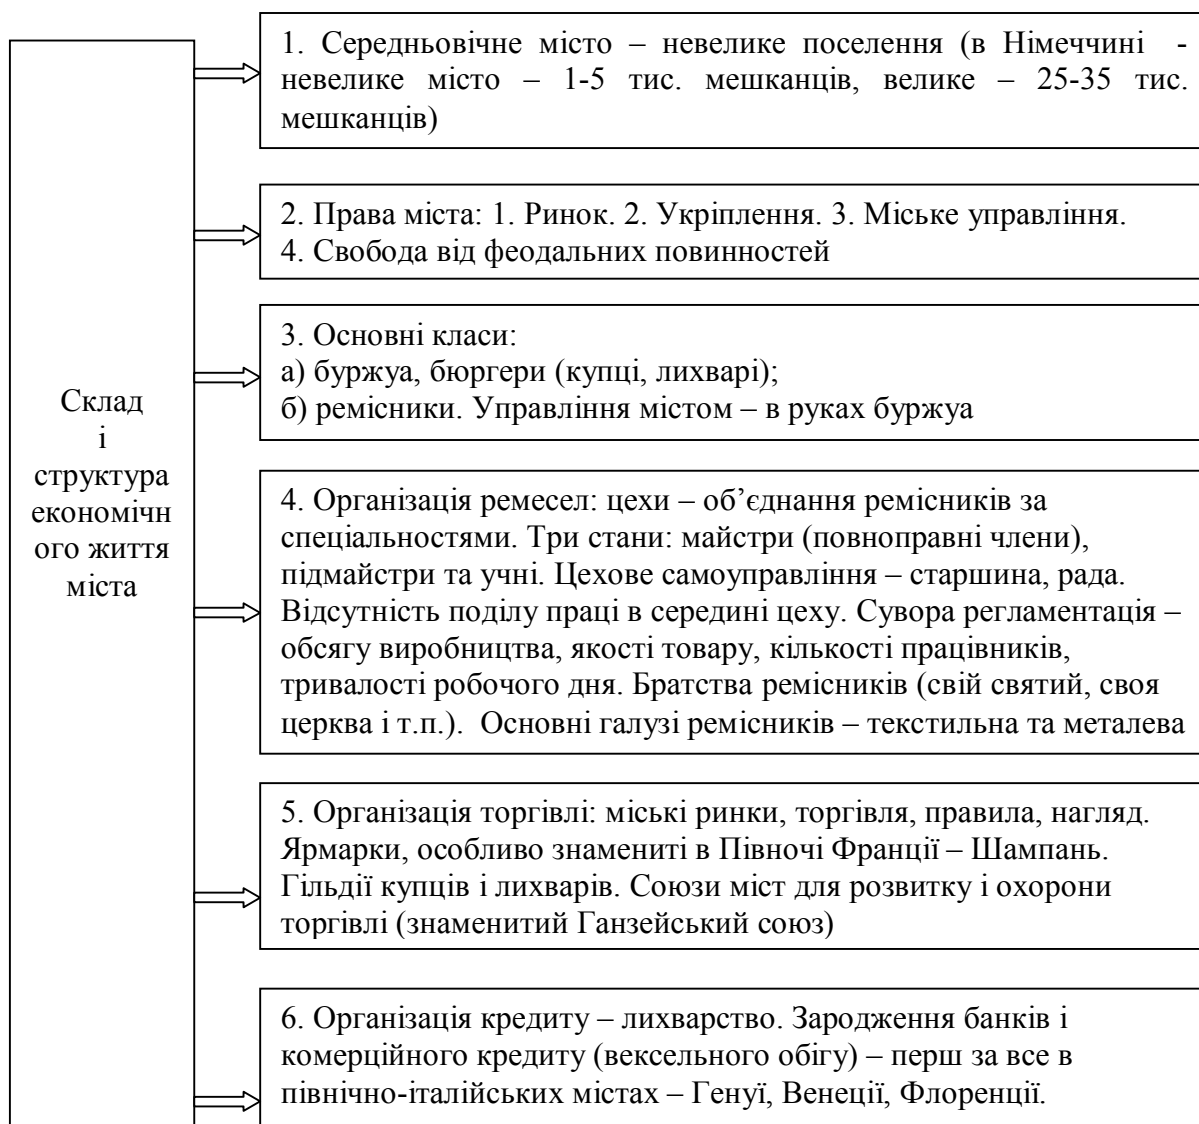 Склад
і
структура
економічн
ого життя
міста
1. Середньовічне місто – невелике поселення (в Німеччині -
невелике місто – 1-5 тис. мешканців, велике – 25-35 тис.
мешканців)
2. Права міста: 1. Ринок. 2. Укріплення. 3. Міське управління.
4. Свобода від феодальних повинностей
3. Основні класи:
а) буржуа, бюргери (купці, лихварі);
б) ремісники. Управління містом – в руках буржуа
4. Організація ремесел: цехи – об’єднання ремісників за
спеціальностями. Три стани: майстри (повноправні члени),
підмайстри та учні. Цехове самоуправління – старшина, рада.
Відсутність поділу праці в середині цеху. Сувора регламентація –
обсягу виробництва, якості товару, кількості працівників,
тривалості робочого дня. Братства ремісників (свій святий, своя
церква і т.п.). Основні галузі ремісників – текстильна та металева
5. Організація торгівлі: міські ринки, торгівля, правила, нагляд.
Ярмарки, особливо знамениті в Півночі Франції – Шампань.
Гільдії купців і лихварів. Союзи міст для розвитку і охорони
торгівлі (знаменитий Ганзейський союз)
6. Організація кредиту – лихварство. Зародження банків і
комерційного кредиту (вексельного обігу) – перш за все в
північно-італійських містах – Генуї, Венеції, Флоренції.